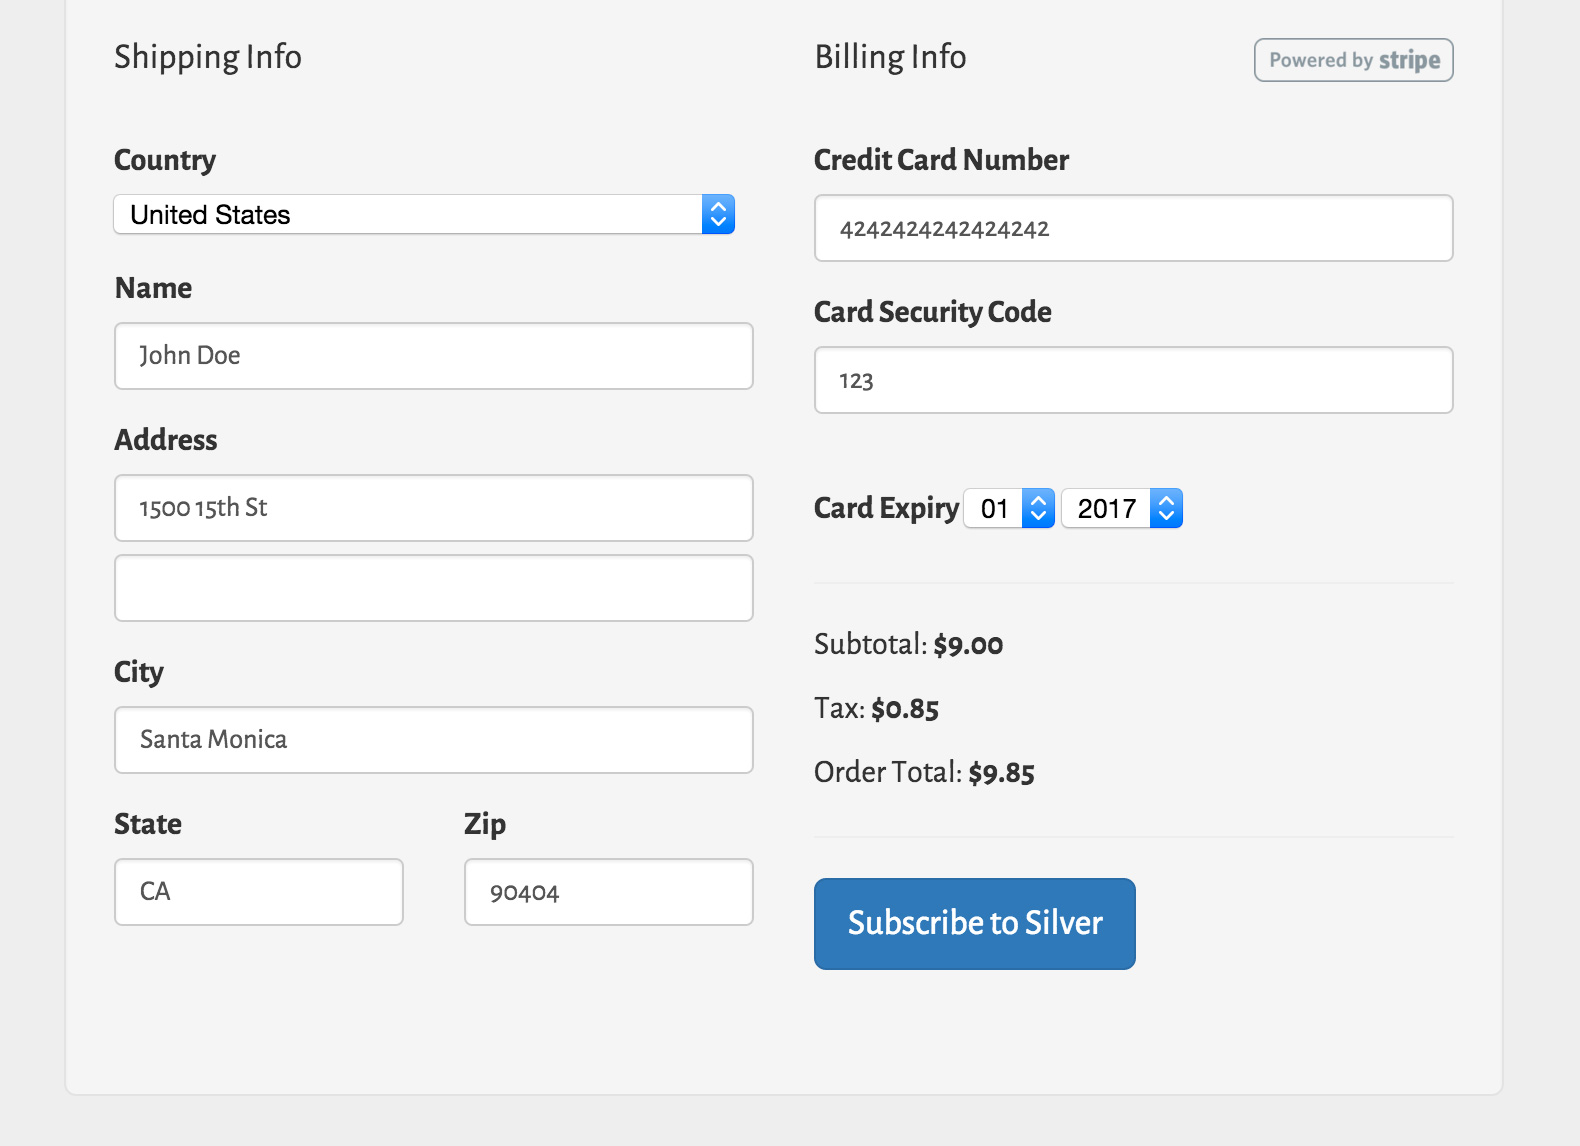 Shipping Info
Country
United States
Name
John Doe
Address
1500 15th St
City
Santa Monica
State Zip
CA 90404
Billing Info
Powered by stripe
Credit Card Number
4242424242424242
Card Security Code
123
Card Expiry 01 2017
Subtotal: $9.00
Tax: $0.85
Order Total: $9.85
Subscribe to Silver